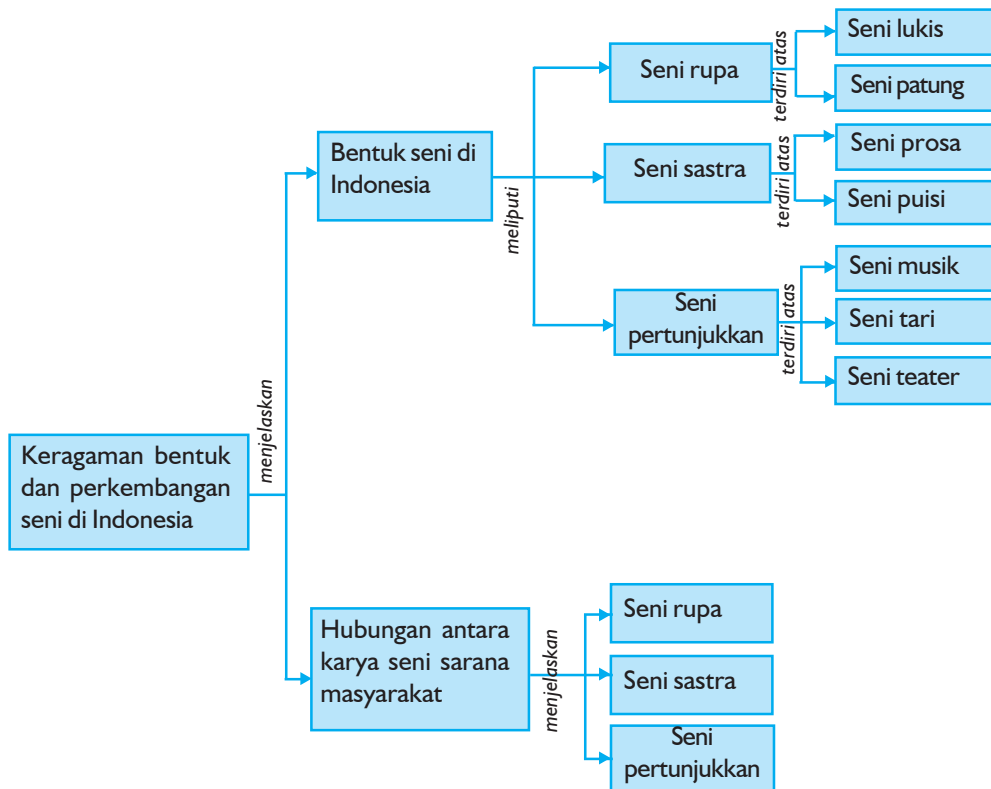 Keragaman bentuk
dan perkembangan
seni di Indonesia
menjelaskan
Bentuk seni di
Indonesia
meliputi
Seni rupa
terdiri atas
Seni lukis
Seni patung
Seni sastra
terdiri atas
Seni prosa
Seni puisi
Seni
pertunjukkan
terdiri atas
Seni musik
Seni tari
Seni teater
Hubungan antara
karya seni sarana
masyarakat
menjelaskan
Seni rupa
Seni sastra
Seni
pertunjukkan